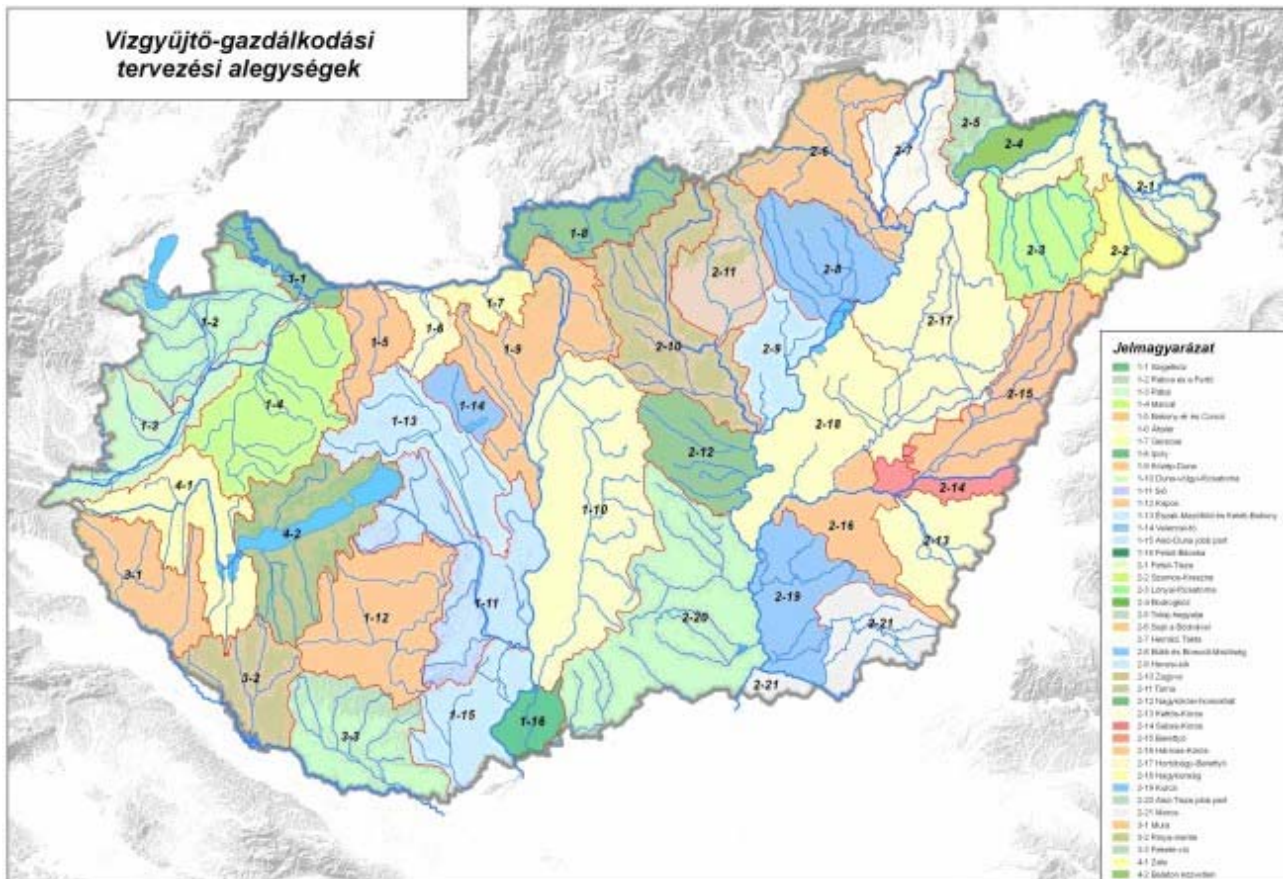 Vizgyűjtő-gazdálkodási
tervezési alegységek
2-5
2-6
2-7
2-4
2-1
1-8
2-3
2-2
2-11
2-8
1-1
1-7
1-2
1-6
2-17
1-5
1-9
2-10
2-9
1-14
2-15
1-4
1-3
1-13
2-18
2-12
4-1
2-14
1-10
4-2
2-16
2-13
3-1
1-11
2-19
1-12
2-20
2-21
3-2
2-21
1-15
1-16
3-3
Jelmagyarázat
1-1 Szigetköz
1-2 Rábca és a Fertő
1-3 Rába
1-4 Marcal
1-5 Bakony-ér és Concó
1-6 Általér
1-7 Gerecse
1-8 Ipoly
1-9 Közép-Duna
1-10 Duna-völgyi-főcsatorna
1-11 Sió
1-12 Kapos
1-13 Észak-Mezőföld és Keleti-Bakony
1-14 Velencei-tó
1-15 Alsó-Duna jobb part
1-16 Felső-Bácska
2-1 Felső-Tisza
2-2 Szamos-Kraszna
2-3 Lónyai-főcsatorna
2-4 Bodrogköz
2-5 Tokaj-hegyalja
2-6 Sajó a Bódvával
2-7 Hernád, Takta
2-8 Bükk és Borsodi-Mezőség
2-9 Hevesi-sík
2-10 Zagyva
2-11 Tarna
2-12 Nagykőrösi-homokhát
2-13 Kettős-Körös
2-14 Sebes-Körös
2-15 Berettyó
2-16 Hármas-Körös
2-17 Hortobágy-Berettyó
2-18 Nagykunság
2-19 Kurca
2-20 Alsó-Tisza jobb part
2-21 Maros
3-1 Mura
3-2 Rinya-mente
3-3 Fekete-víz
4-1 Zala
4-2 Balaton közvetlen